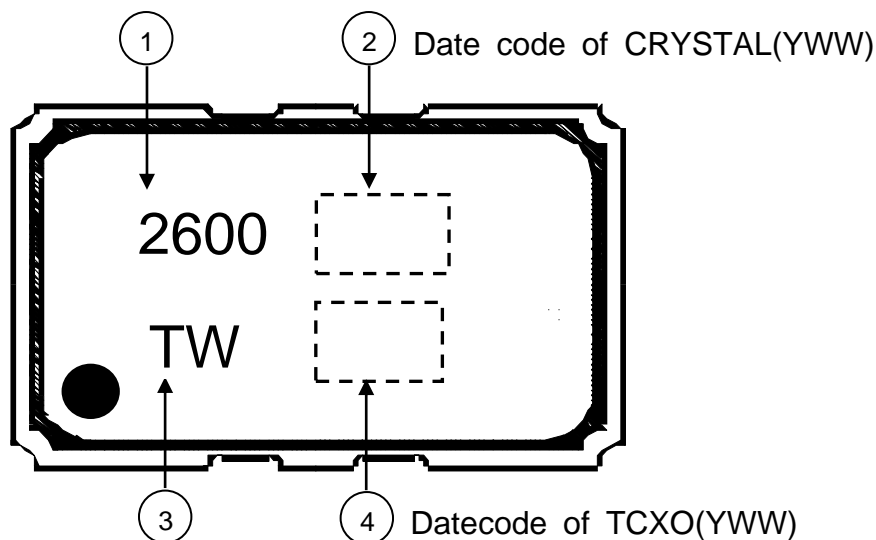 1
2 Date code of CRYSTAL(YWW)
2600
TW
3
4 Datecode of TCXO(YWW)